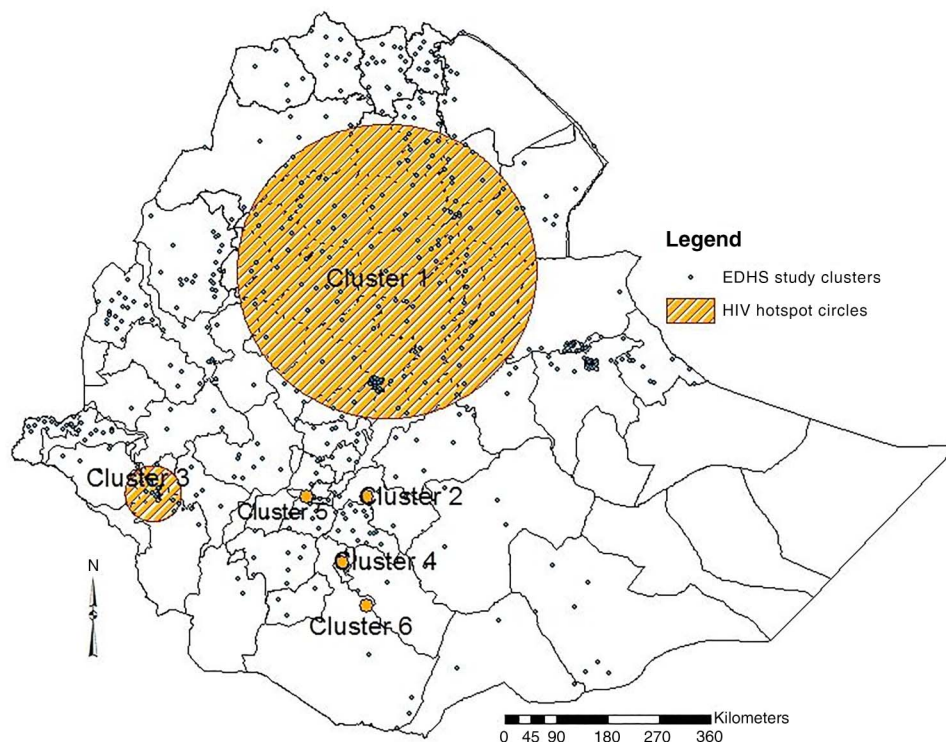 Cluster 1
Legend
EDHS study clusters
HIV hotspot circles
Cluster 3
Cluster 5
Cluster 2
Cluster 4
Cluster 6
N
Kilometers
0 45 90 180 270 360